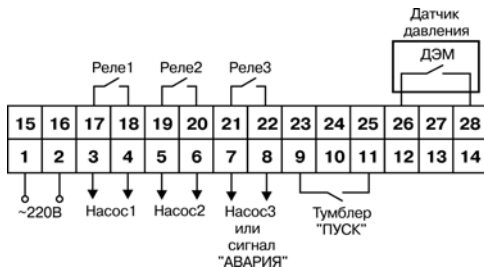 Датчик
давления
ДЭМ
Реле1 Реле2 Реле3
15 16 17 18 19 20 21 22 23 24 25 26 27 28
1 2 3 4 5 6 7 8 9 10 11 12 13 14
~220В Насос1 Насос2 Насос3 Тумблер
или "ПУСК"
сигнал
"АВАРИЯ"